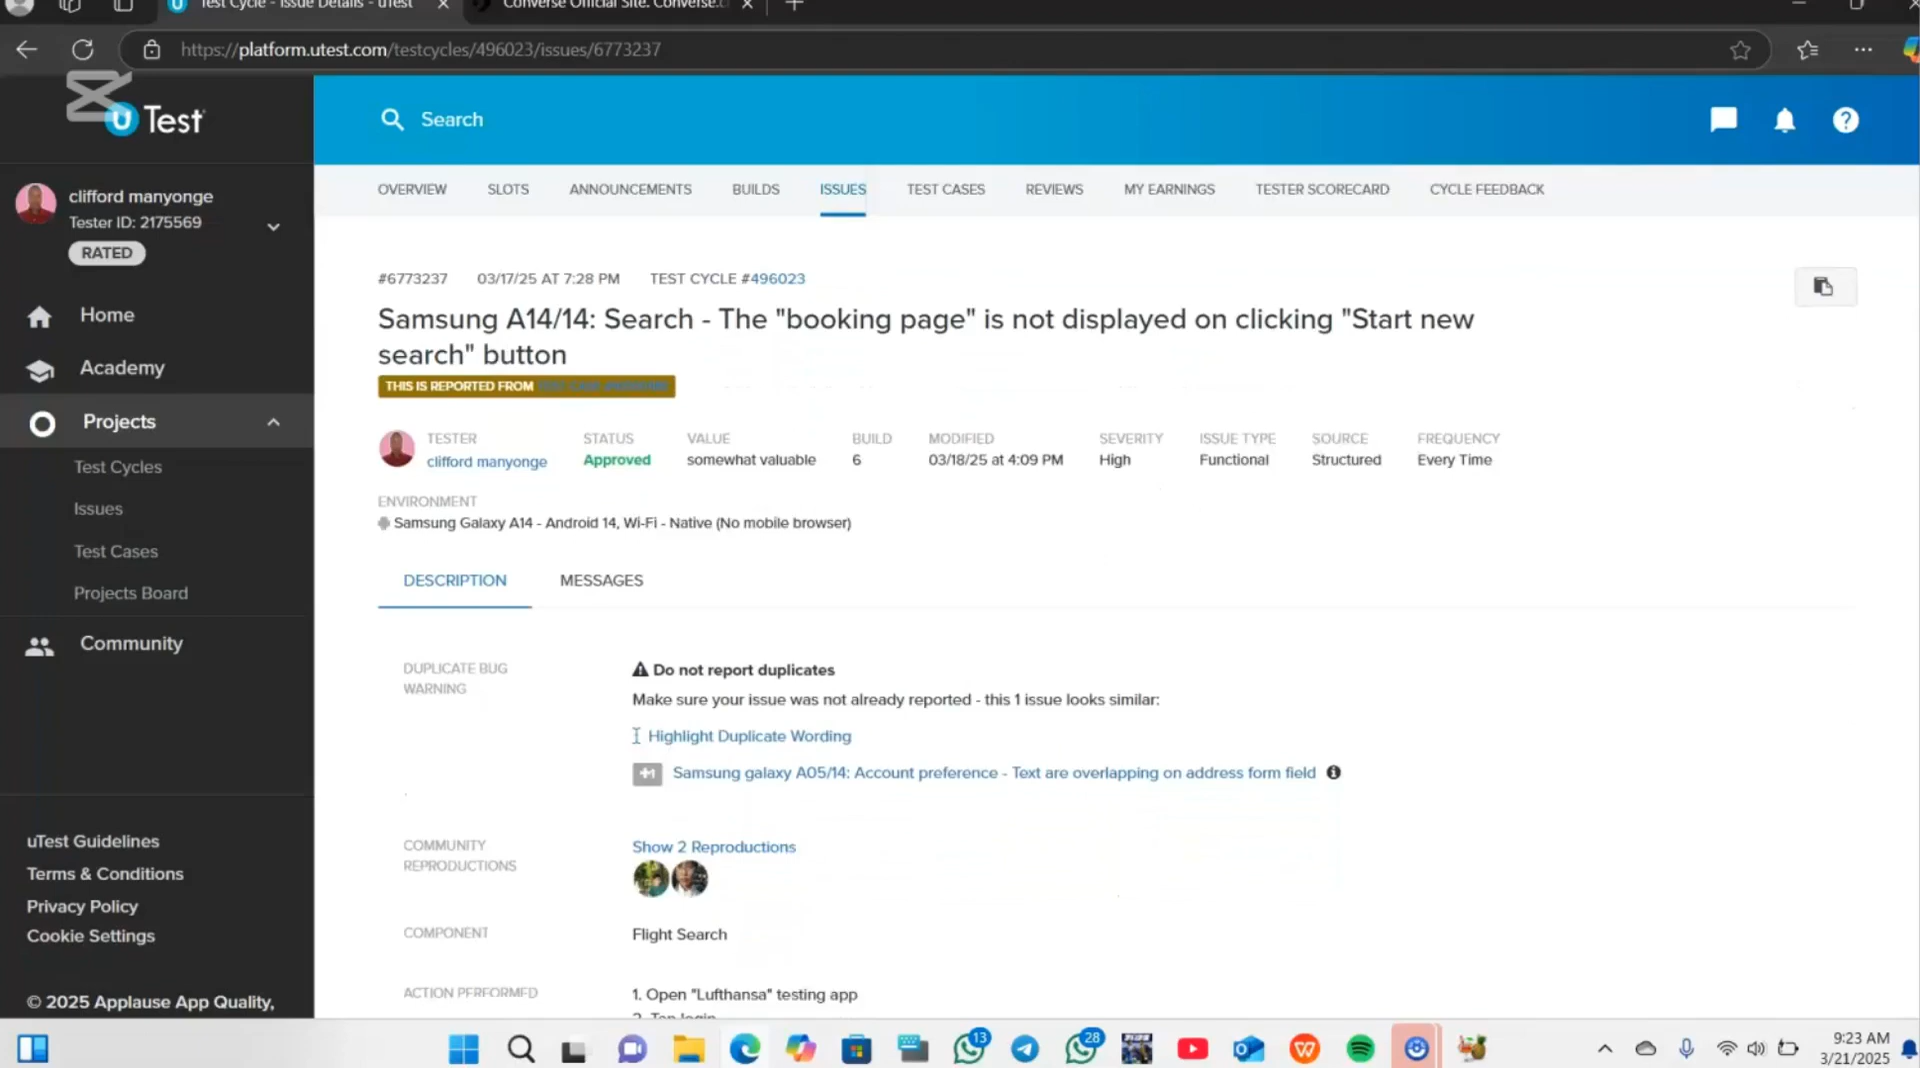 Test Cycle - Issue Details - uTest
Converse Official Site. Converse.c
https://platform.utest.com/testcycles/496023/issues/6773237
uTest
Search
clifford manyonge
Tester ID: 2175569
RATED
Home
Academy
Projects
Test Cycles
Issues
Test Cases
Projects Board
Community
uTest Guidelines
Terms & Conditions
Privacy Policy
Cookie Settings
© 2025 Applause App Quality,
OVERVIEW SLOTS ANNOUNCEMENTS BUILDS ISSUES TEST CASES REVIEWS MY EARNINGS TESTER SCORECARD CYCLE FEEDBACK
#6773237 03/17/25 AT 7:28 PM TEST CYCLE #496023
Samsung A14/14: Search - The "booking page" is not displayed on clicking "Start new
search" button
THIS IS REPORTED FROM
TESTER STATUS VALUE BUILD MODIFIED SEVERITY ISSUE TYPE SOURCE FREQUENCY
clifford manyonge Approved somewhat valuable 6 03/18/25 at 4:09 PM High Functional Structured Every Time
ENVIRONMENT
Samsung Galaxy A14 - Android 14, Wi-Fi - Native (No mobile browser)
DESCRIPTION MESSAGES
DUPLICATE BUG
WARNING
Do not report duplicates
Make sure your issue was not already reported - this 1 issue looks similar:
Highlight Duplicate Wording
+1 Samsung galaxy A05/14: Account preference - Text are overlapping on address form field
COMMUNITY
REPRODUCTIONS
Show 2 Reproductions
COMPONENT
Flight Search
ACTION PERFORMED
1. Open "Lufthansa" testing app
2. Tap login
13
28
9:23 AM
3/21/2025